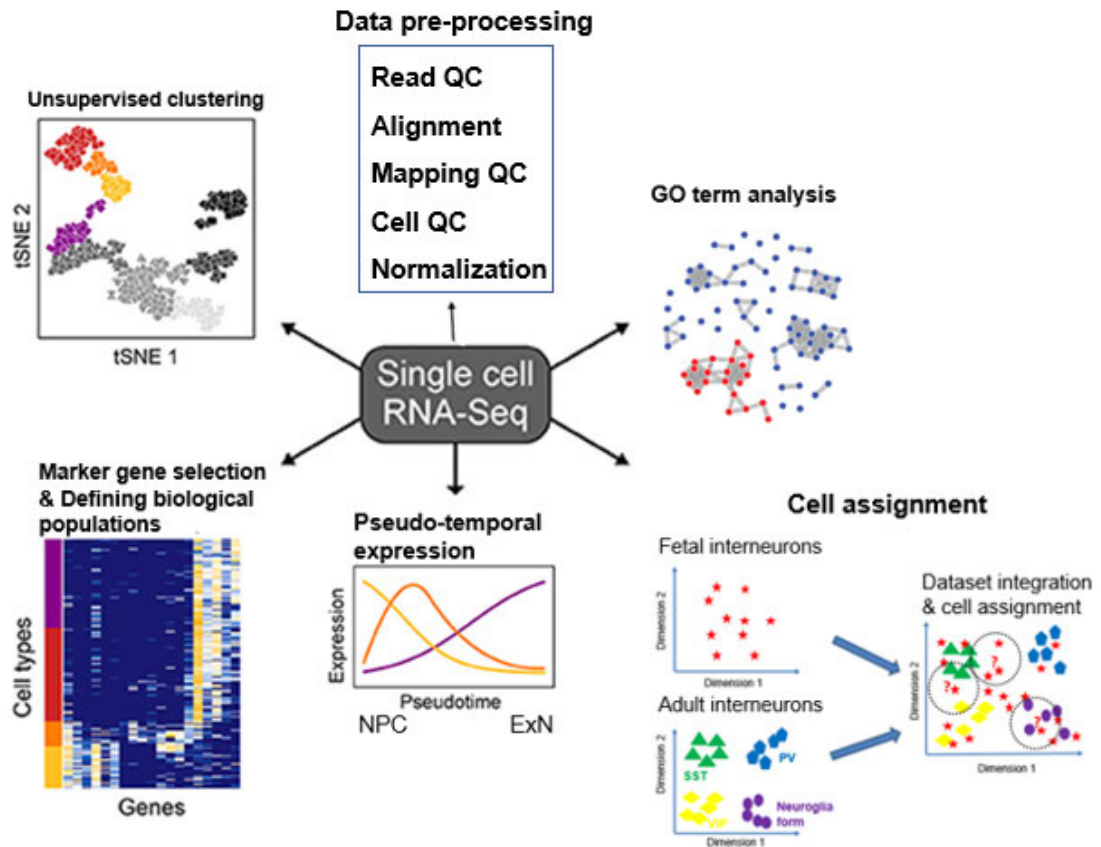 Data pre-processing
Read QC
Alignment
Mapping QC
Cell QC
Normalization
Unsupervised clustering
tSNE 2
tSNE 1
GO term analysis
Single cell
RNA-Seq
Marker gene selection
& Defining biological
populations
Cell types
Genes
Pseudo-temporal
expression
Expression
Pseudotime
NPC
ExN
Cell assignment
Fetal interneurons
Dimension 2
Dimension 1
Adult interneurons
Dimension 2
SST
PV
VIP
Neuroglia
form
Dimension 1
Dataset integration
& cell assignment
Dimension 2
?
?
?
Dimension 1